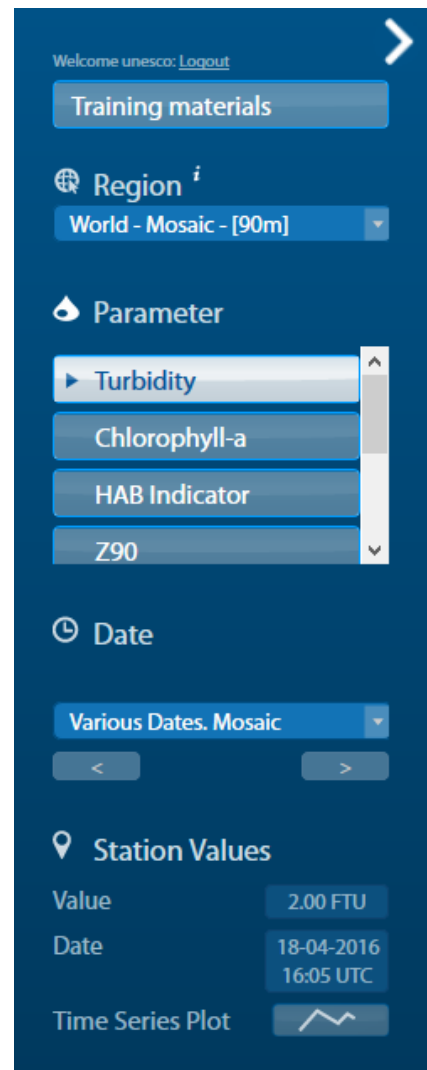 Welcome unesco: Logout
Training materials
Region i
World - Mosaic - [90m]
Parameter
Turbidity
Chlorophyll-a
HAB Indicator
Z90
Date
Various Dates. Mosaic
< >
Station Values
Value 2.00 FTU
Date 18-04-2016
16:05 UTC
Time Series Plot